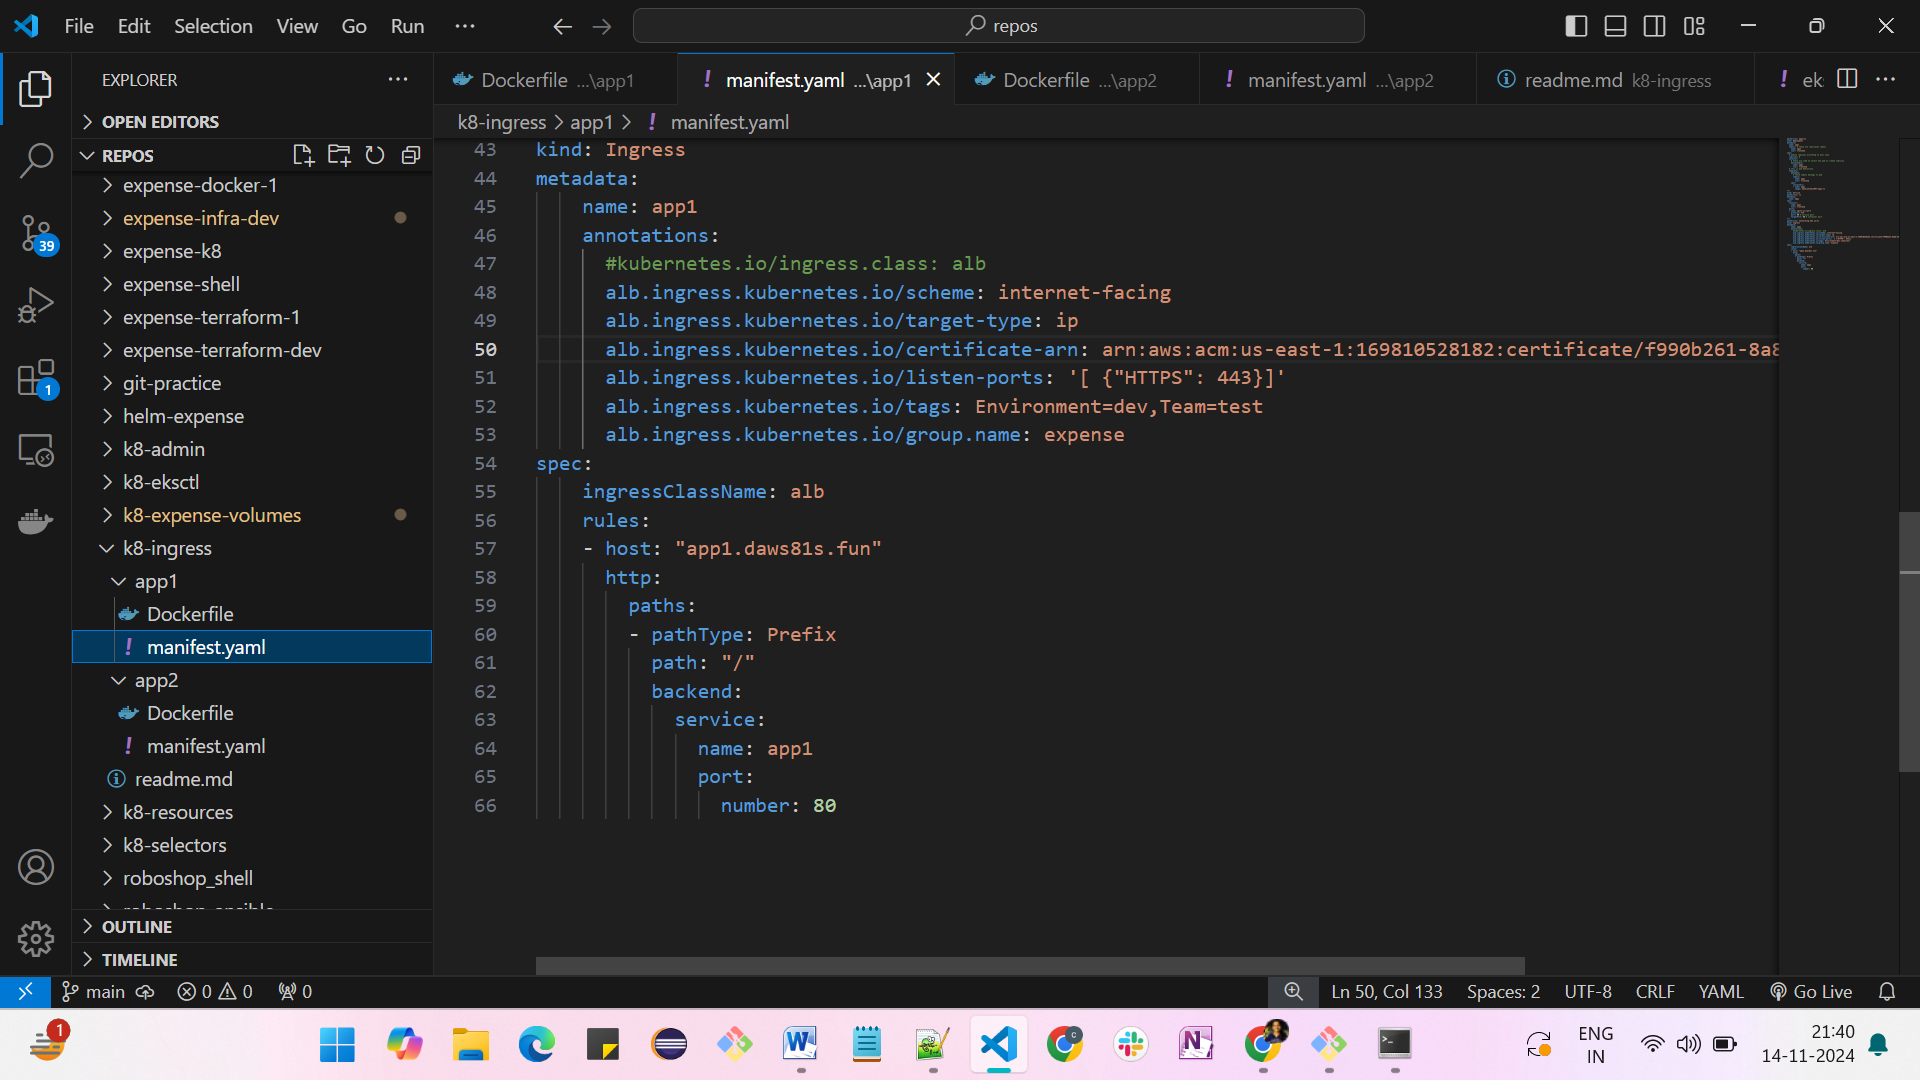 File Edit Selection View Go Run ...
repos
EXPLORER
OPEN EDITORS
REPOS
expense-docker-1
expense-infra-dev
expense-k8
expense-shell
expense-terraform-1
expense-terraform-dev
git-practice
helm-expense
k8-admin
k8-eksctl
k8-expense-volumes
k8-ingress
app1
Dockerfile
manifest.yaml
app2
Dockerfile
manifest.yaml
readme.md
k8-resources
k8-selectors
roboshop_shell
OUTLINE
TIMELINE
39
1
Dockerfile ...\app1
! manifest.yaml ...\app1
Dockerfile ...\app2
! manifest.yaml ...\app2
readme.md k8-ingress
! ek
k8-ingress > app1 > ! manifest.yaml
43 kind: Ingress
44 metadata:
45 name: app1
46 annotations:
47 #kubernetes.io/ingress.class: alb
48 alb.ingress.kubernetes.io/scheme: internet-facing
49 alb.ingress.kubernetes.io/target-type: ip
50 alb.ingress.kubernetes.io/certificate-arn: arn:aws:acm:us-east-1:169810528182:certificate/f990b261-8a8
51 alb.ingress.kubernetes.io/listen-ports: '[ {"HTTPS": 443}]'
52 alb.ingress.kubernetes.io/tags: Environment=dev,Team=test
53 alb.ingress.kubernetes.io/group.name: expense
54 spec:
55 ingressClassName: alb
56 rules:
57 - host: "app1.daws81s.fun"
58 http:
59 paths:
60 - pathType: Prefix
61 path: "/"
62 backend:
63 service:
64 name: app1
65 port:
66 number: 80
main 0 0 0
Ln 50, Col 133 Spaces: 2 UTF-8 CRLF YAML Go Live
1
ENG
IN
21:40
14-11-2024